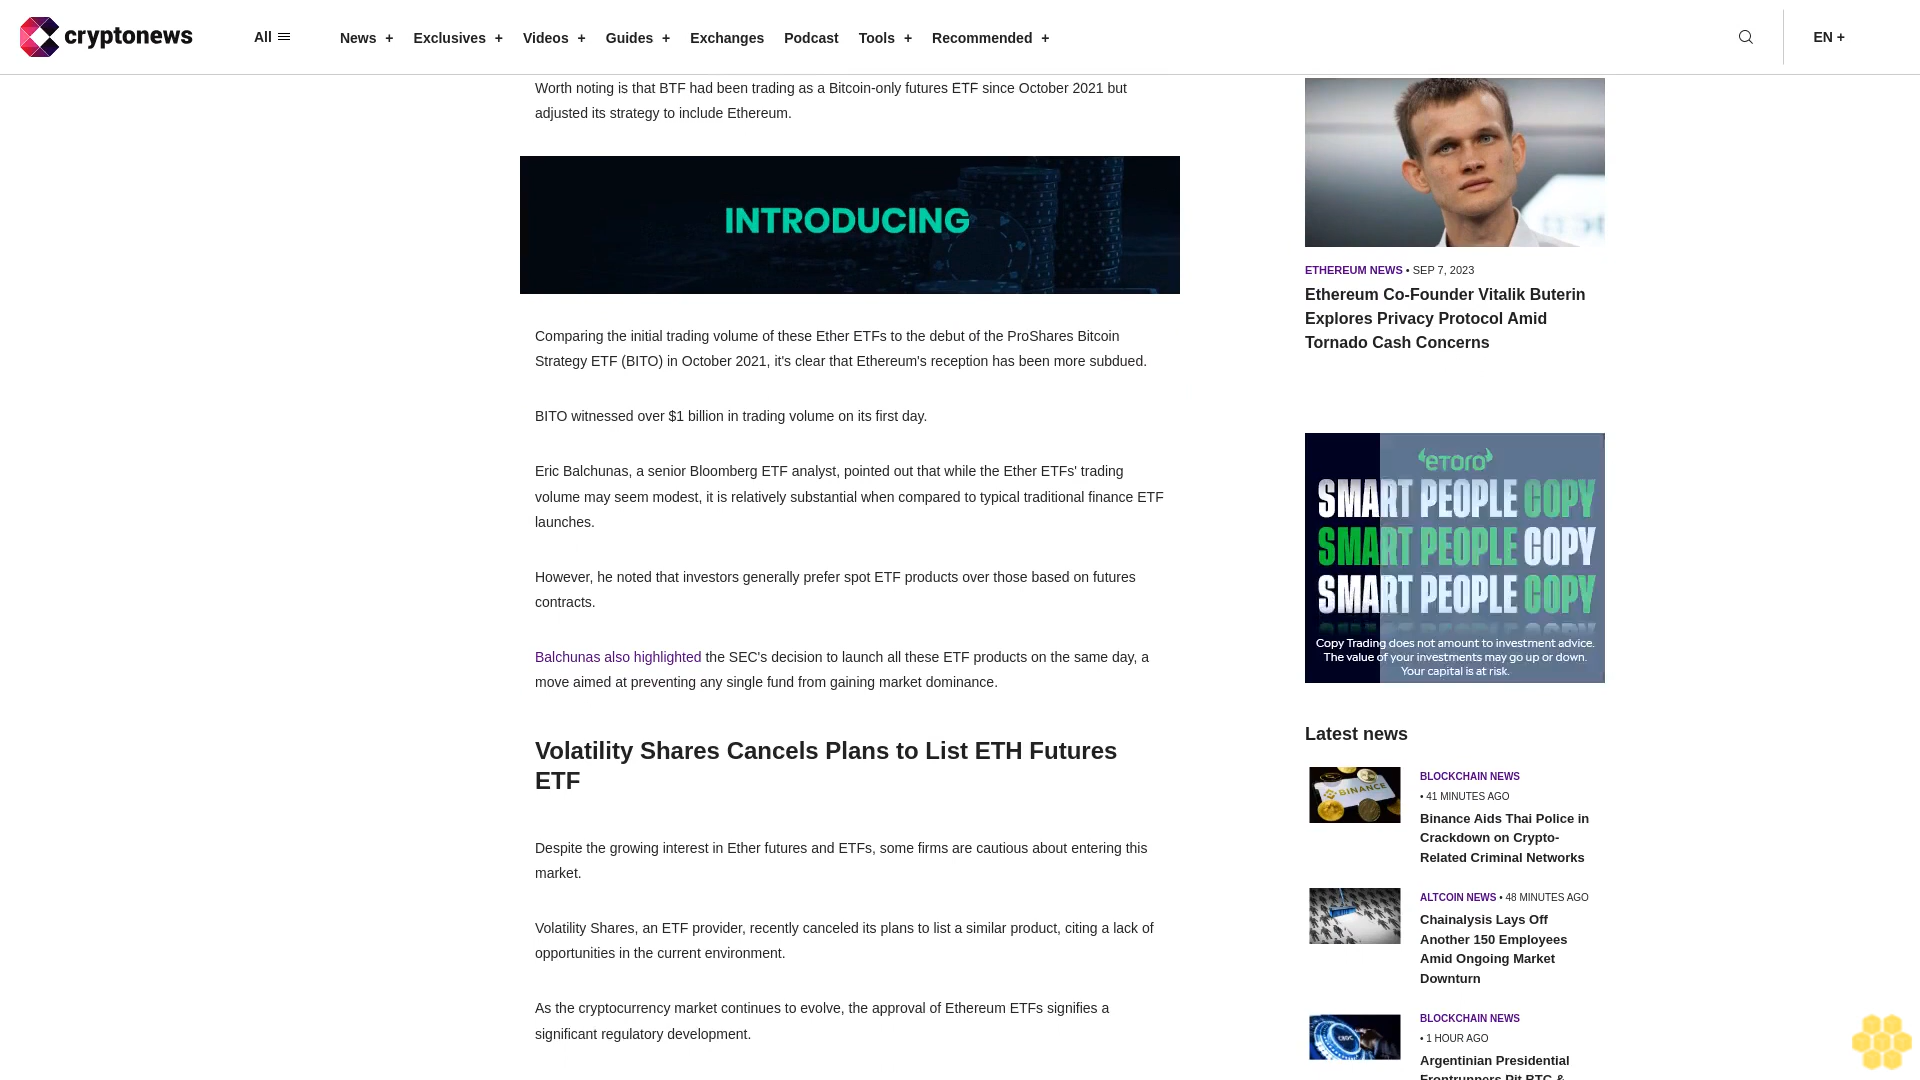 cryptonews
All
News +
Exclusives +
Videos +
Guides +
Exchanges
Podcast
Tools +
Recommended +
EN +
Worth noting is that BTF had been trading as a Bitcoin-only futures ETF since October 2021 but
adjusted its strategy to include Ethereum.
INTRODUCING
Comparing the initial trading volume of these Ether ETFs to the debut of the ProShares Bitcoin
Strategy ETF (BITO) in October 2021, it's clear that Ethereum's reception has been more subdued.
BITO witnessed over $1 billion in trading volume on its first day.
Eric Balchunas, a senior Bloomberg ETF analyst, pointed out that while the Ether ETFs' trading
volume may seem modest, it is relatively substantial when compared to typical traditional finance ETF
launches.
However, he noted that investors generally prefer spot ETF products over those based on futures
contracts.
Balchunas also highlighted the SEC's decision to launch all these ETF products on the same day, a
move aimed at preventing any single fund from gaining market dominance.
Volatility Shares Cancels Plans to List ETH Futures
ETF
Despite the growing interest in Ether futures and ETFs, some firms are cautious about entering this
market.
Volatility Shares, an ETF provider, recently canceled its plans to list a similar product, citing a lack of
opportunities in the current environment.
As the cryptocurrency market continues to evolve, the approval of Ethereum ETFs signifies a
significant regulatory development.
ETHEREUM NEWS • SEP 7, 2023
Ethereum Co-Founder Vitalik Buterin
Explores Privacy Protocol Amid
Tornado Cash Concerns
eToro
SMART PEOPLE COPY
SMART PEOPLE COPY
SMART PEOPLE COPY
Copy Trading does not amount to investment advice.
The value of your investments may go up or down.
Your capital is at risk.
Latest news
BINANCE
BLOCKCHAIN NEWS
• 41 MINUTES AGO
Binance Aids Thai Police in
Crackdown on Crypto-
Related Criminal Networks
ALTCOIN NEWS • 48 MINUTES AGO
Chainalysis Lays Off
Another 150 Employees
Amid Ongoing Market
Downturn
CBDC
BLOCKCHAIN NEWS
• 1 HOUR AGO
Argentinian Presidential
Frontrunners Pit BTC &